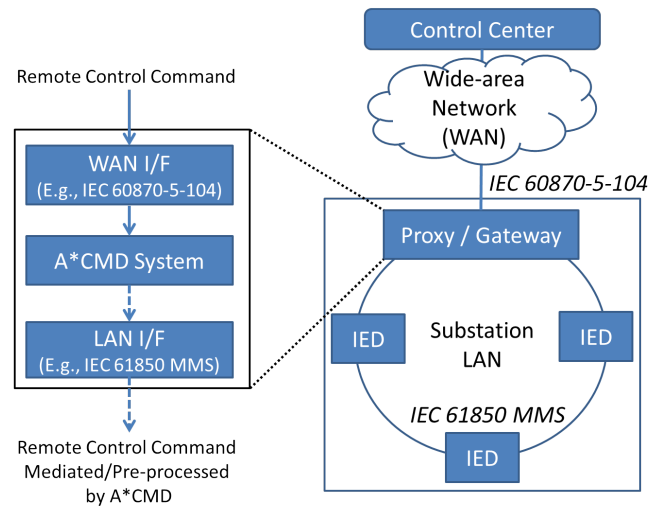 Remote Control Command
WAN I/F
(E.g., IEC 60870-5-104)
A*CMD System
LAN I/F
(E.g., IEC 61850 MMS)
Remote Control Command
Mediated/Pre-processed
by A*CMD
Control Center
Wide-area
Network
(WAN)
IEC 60870-5-104
Proxy / Gateway
IED
Substation
LAN
IED
IEC 61850 MMS
IED